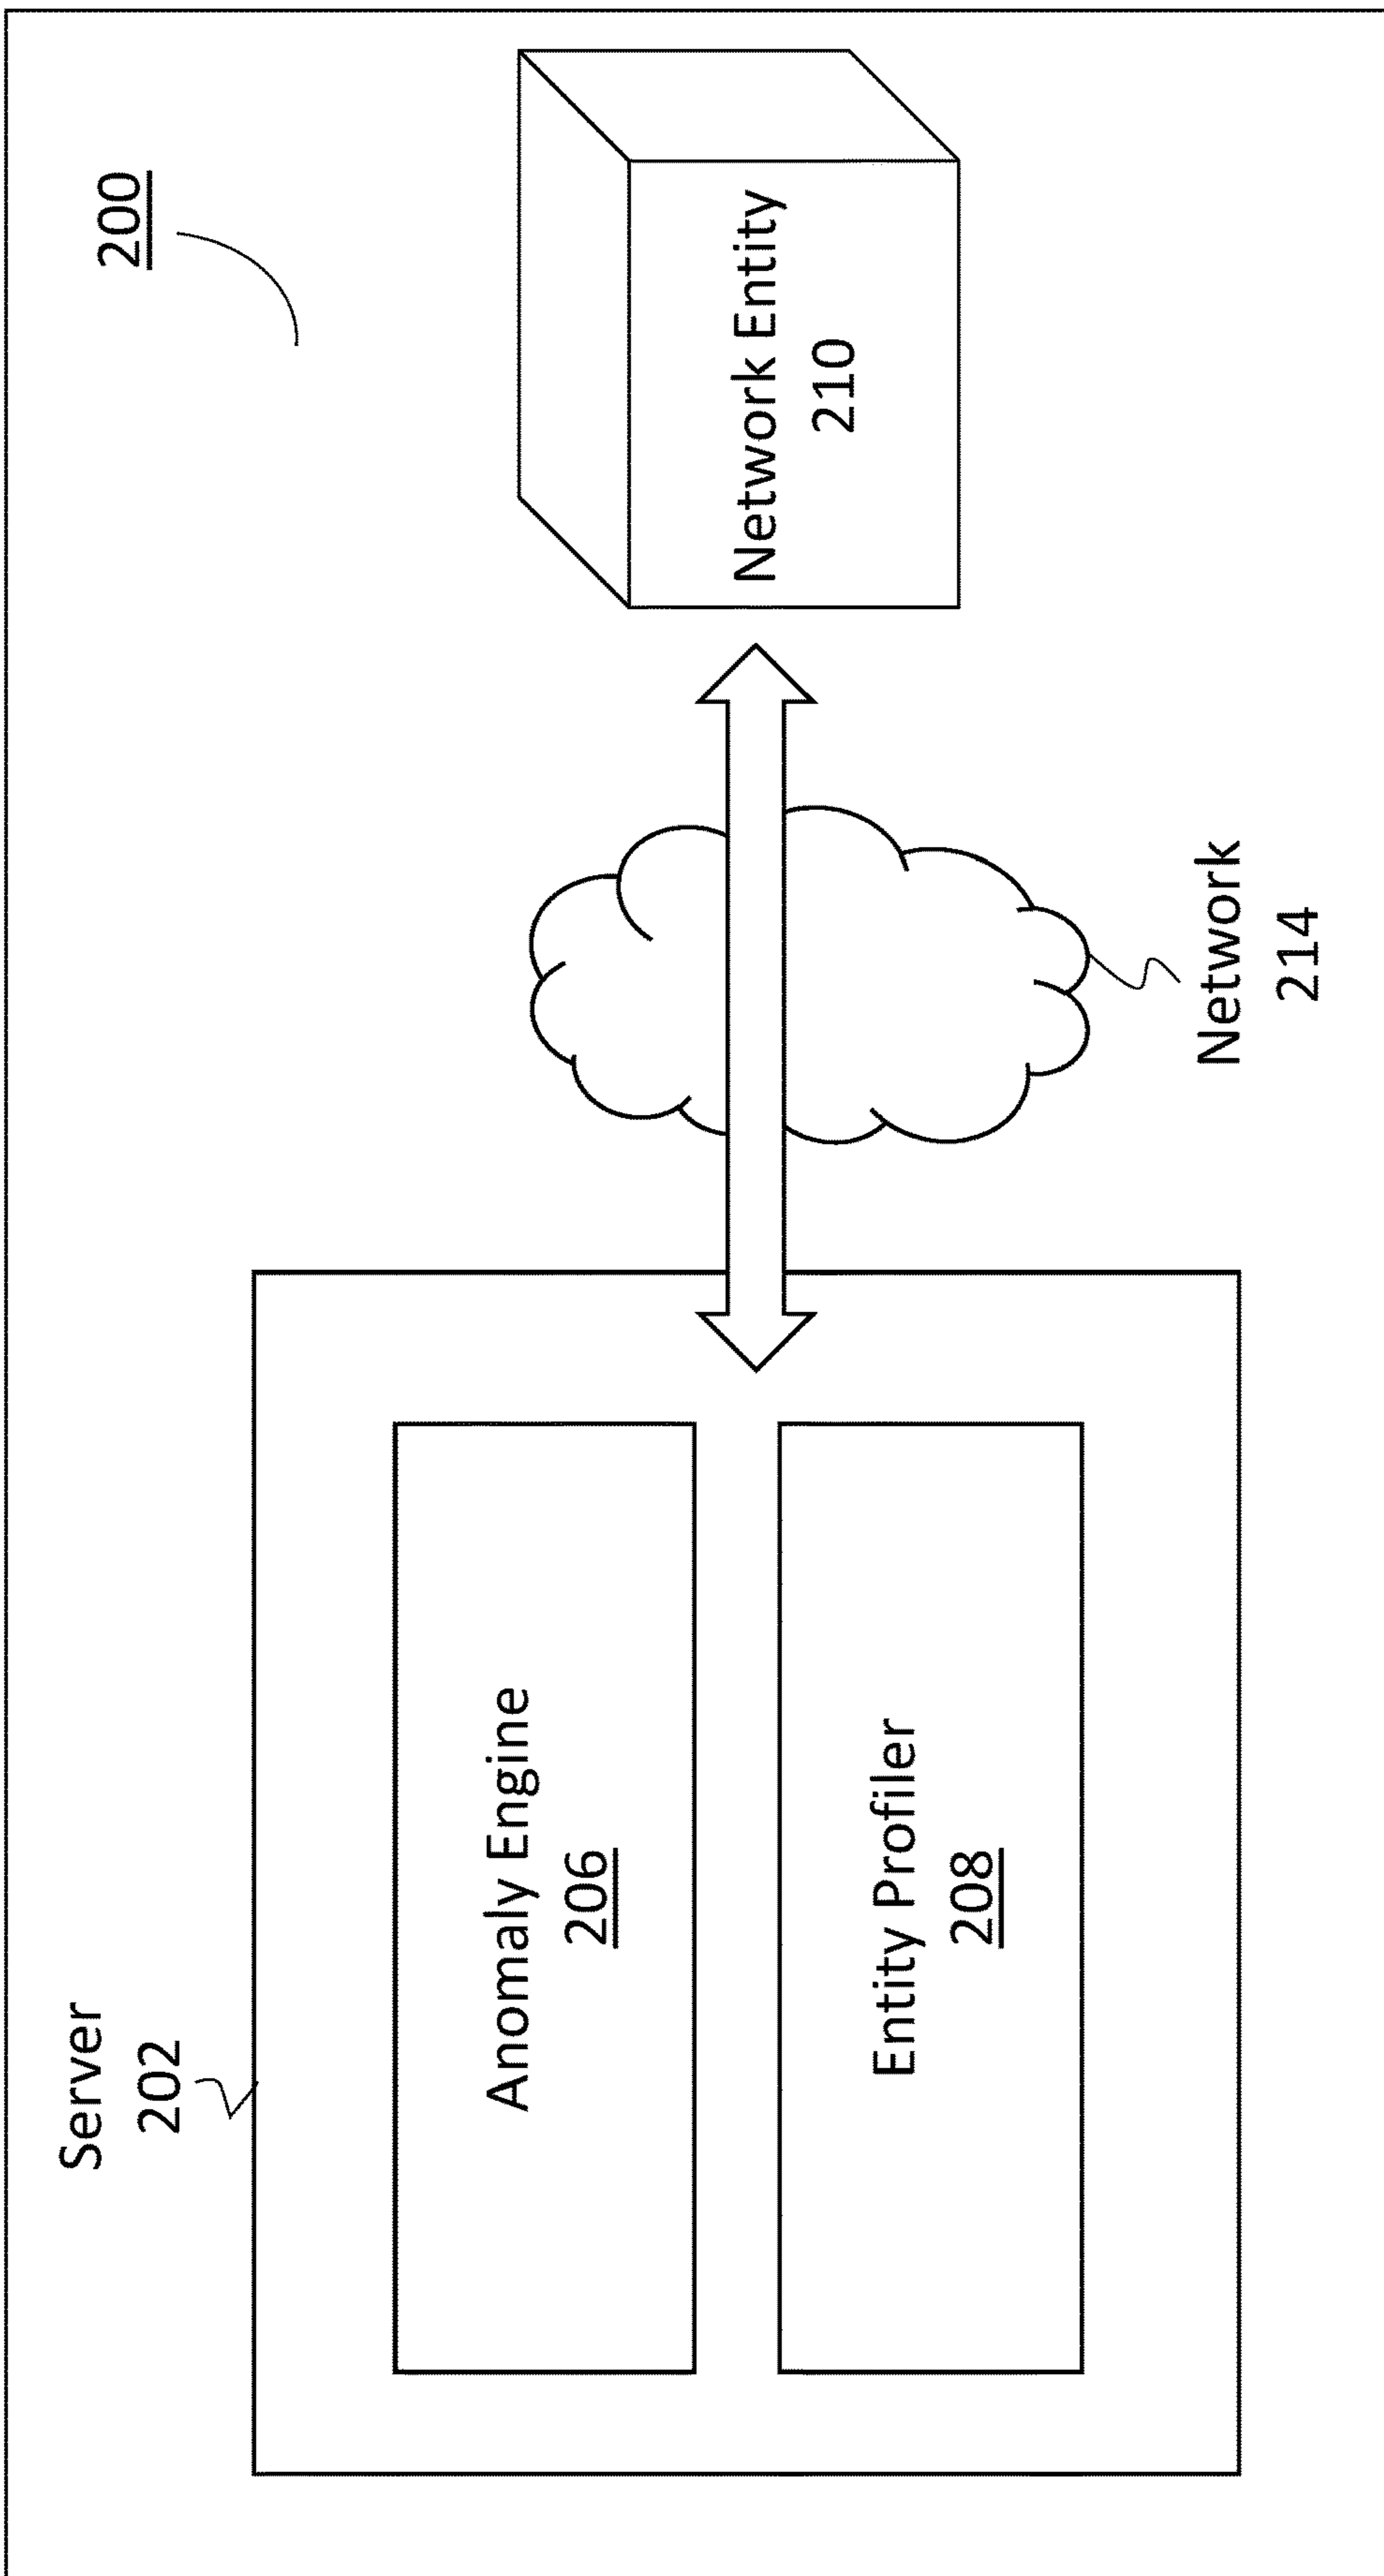 200
Server
202
Anomaly Engine
206
Entity Profiler
208
Network Entity
210
Network
214